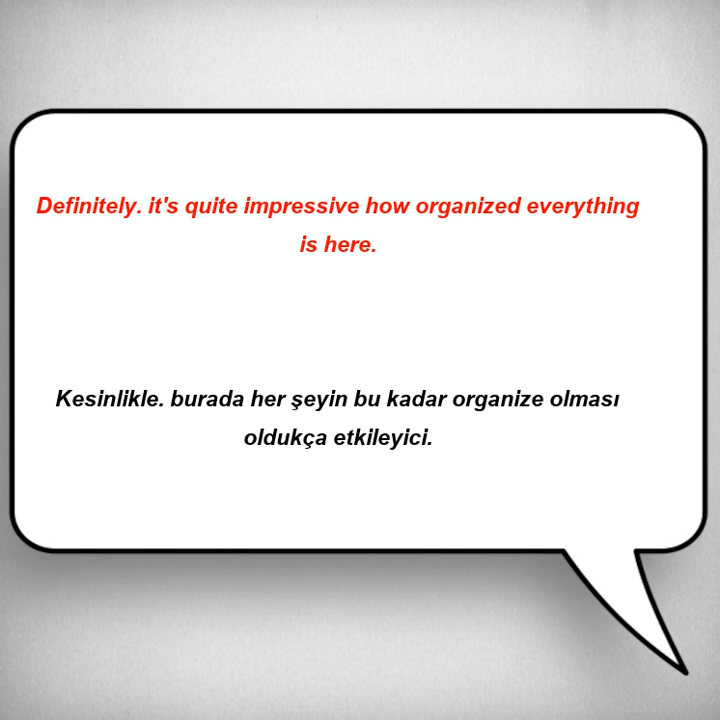 Definitely. it's quite impressive how organized everything
is here.
Kesinlikle. burada her şeyin bu kadar organize olması
oldukça etkileyici.